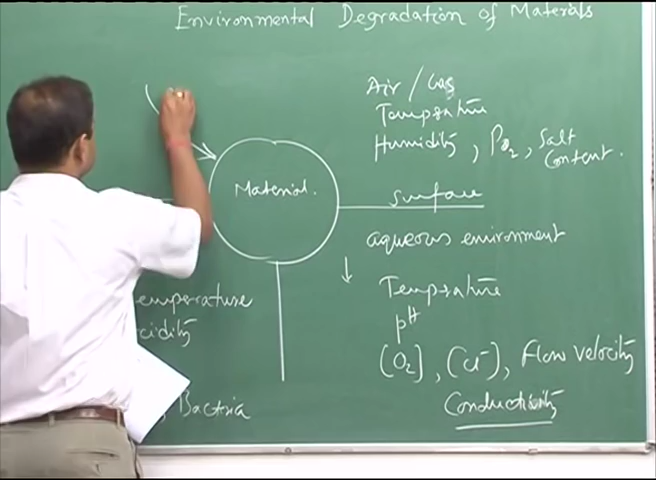 Environmental Degradation of Materials
Air / Gas
Temperature
Humidity, PO2, Salt Content.
Material.
Surface
aqueous environment
Temperature
pH
[O2], [Cl-], Flow velocity
Conductivity
emperature
cidity
Bacteria